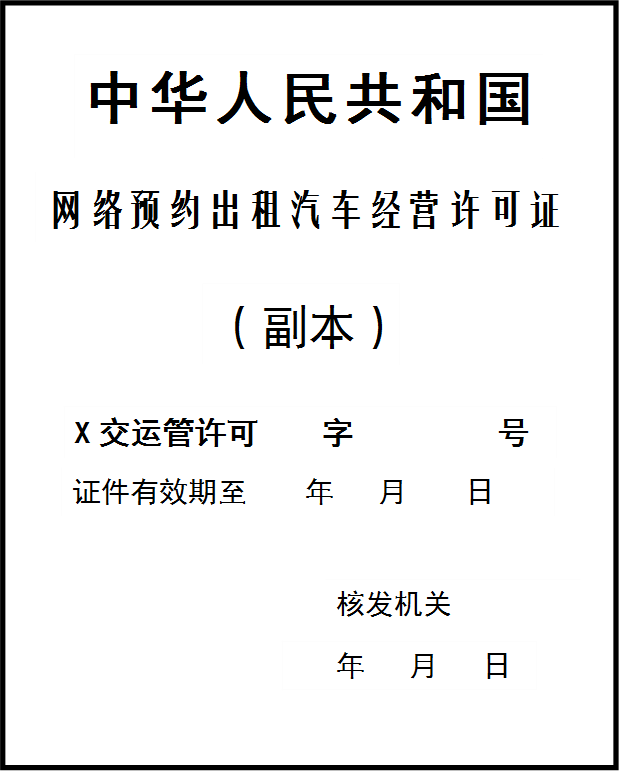 中华人民共和国
网络预约出租汽车经营许可证
（副本）
X 交运管许可 字 号
证件有效期至 年 月 日
核发机关
年 月 日